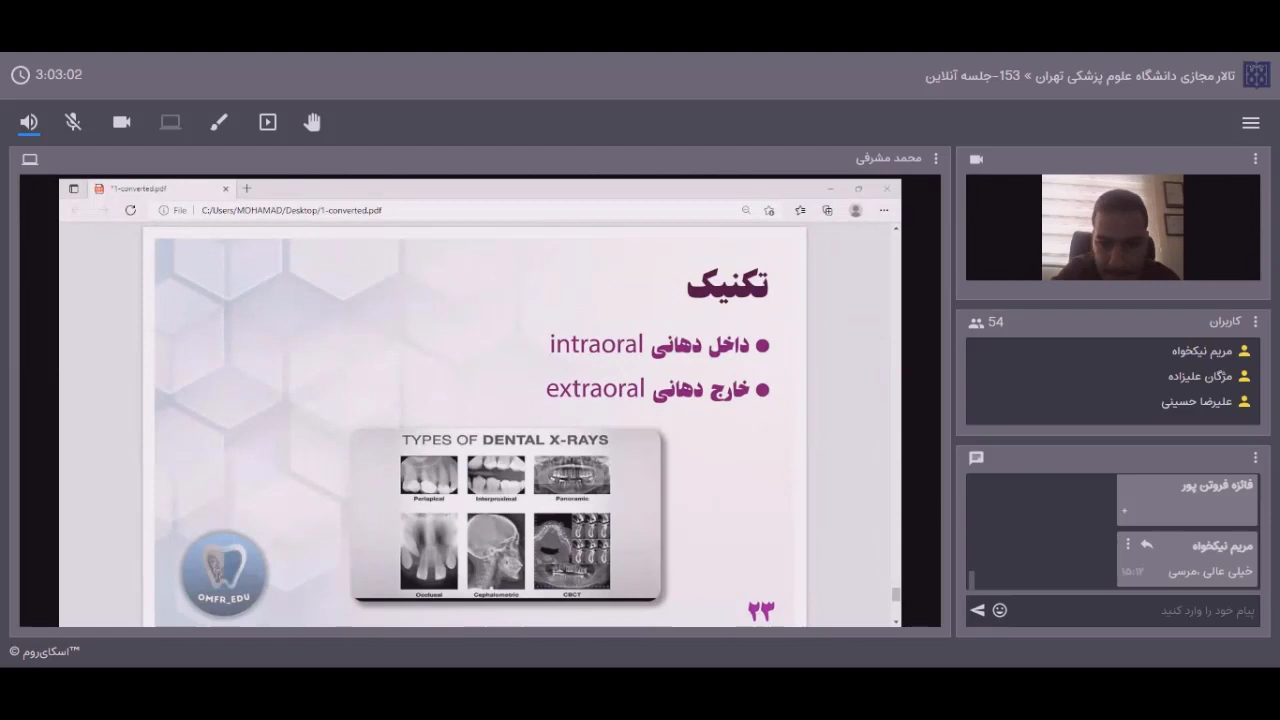 3:03:02
تالار مجازی دانشگاه علوم پزشکی تهران » 153-جلسه آنلاین
محمد مشرفی
*1-converted.pdf
File C:/Users/MOHAMAD/Desktop/1-converted.pdf
تکنیک
● داخل دهانی intraoral
● خارج دهانی extraoral
TYPES OF DENTAL X-RAYS
Periapical Interproximal Panoramic
Occlusal Cephalometric CBCT
OMFR_EDU
۲۳
کاربران 54
مریم نیکخواه
مژگان علیزاده
علیرضا حسینی
فائزه فروتن پور
+
مریم نیکخواه
خیلی عالی ،مرسی ۱۵:۱۲
پیام خود را وارد کنید
© اسکای‌روم™